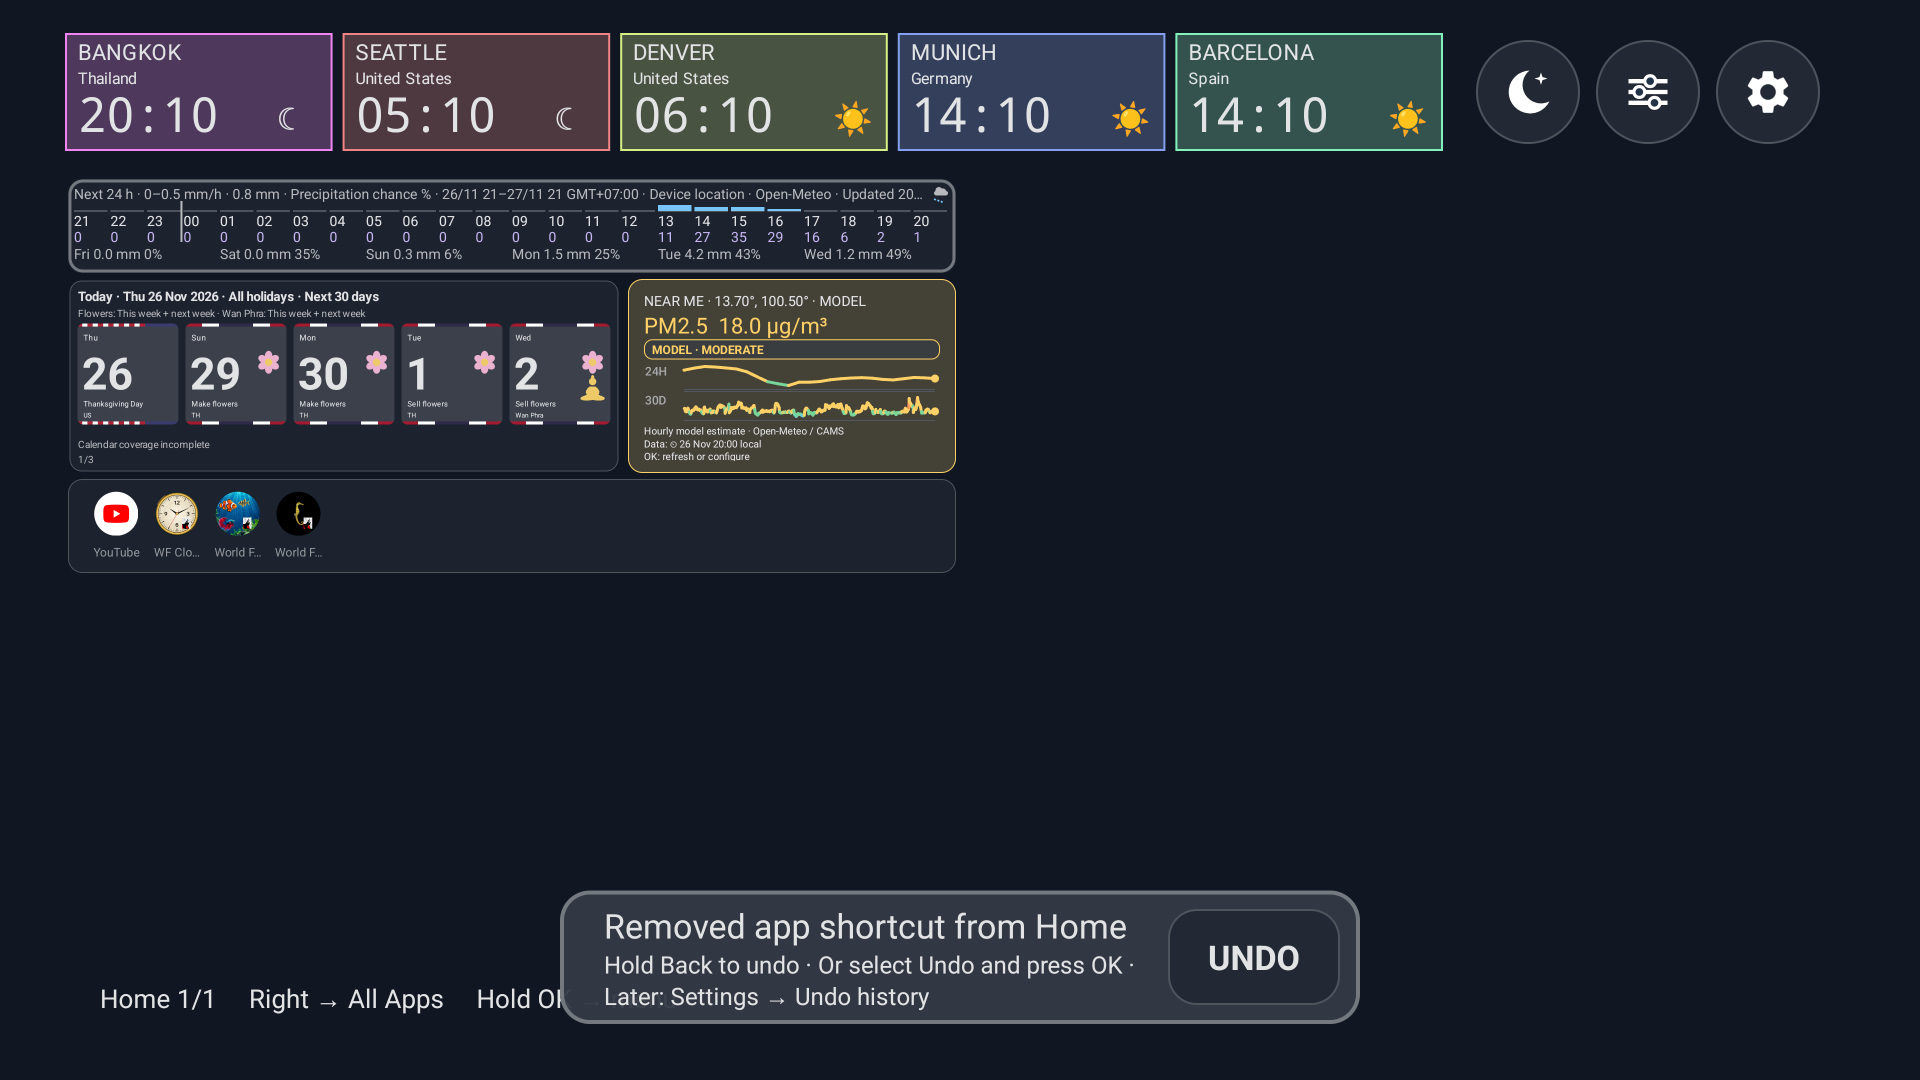 BANGKOK
Thailand
20:10
SEATTLE
United States
05:10
DENVER
United States
06:10
MUNICH
Germany
14:10
BARCELONA
Spain
14:10
Next 24 h · 0–0.5 mm/h · 0.8 mm · Precipitation chance % · 26/11 21–27/11 21 GMT+07:00 · Device location · Open-Meteo · Updated 20…
21 22 23 00 01 02 03 04 05 06 07 08 09 10 11 12 13 14 15 16 17 18 19 20
0 0 0 0 0 0 0 0 0 0 0 0 0 0 0 0 11 27 35 29 16 6 2 1
Fri 0.0 mm 0% Sat 0.0 mm 35% Sun 0.3 mm 6% Mon 1.5 mm 25% Tue 4.2 mm 43% Wed 1.2 mm 49%
Today · Thu 26 Nov 2026 · All holidays · Next 30 days
Flowers: This week + next week · Wan Phra: This week + next week
Thu
26
Thanksgiving Day
US
Sun
29
Make flowers
TH
Mon
30
Make flowers
TH
Tue
1
Sell flowers
TH
Wed
2
Sell flowers
Wan Phra
Calendar coverage incomplete
1/3
NEAR ME · 13.70°, 100.50° · MODEL
PM2.5 18.0 µg/m³
MODEL · MODERATE
24H
30D
Hourly model estimate · Open-Meteo / CAMS
Data: ⏲ 26 Nov 20:00 local
OK: refresh or configure
YouTube
WF Clo…
World F…
World F…
Removed app shortcut from Home
Hold Back to undo · Or select Undo and press OK ·
Later: Settings → Undo history
UNDO
Home 1/1 Right → All Apps Hold OK →